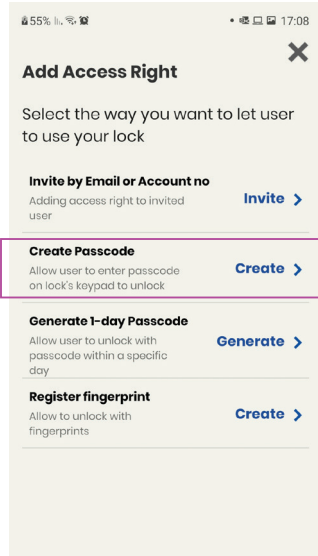 55% 17:08
Add Access Right
Select the way you want to let user
to use your lock
Invite by Email or Account no
Adding access right to invited
user
Invite
Create Passcode
Allow user to enter passcode
on lock's keypad to unlock
Create
Generate 1-day Passcode
Allow user to unlock with
passcode within a specific
day
Generate
Register fingerprint
Allow to unlock with
fingerprints
Create